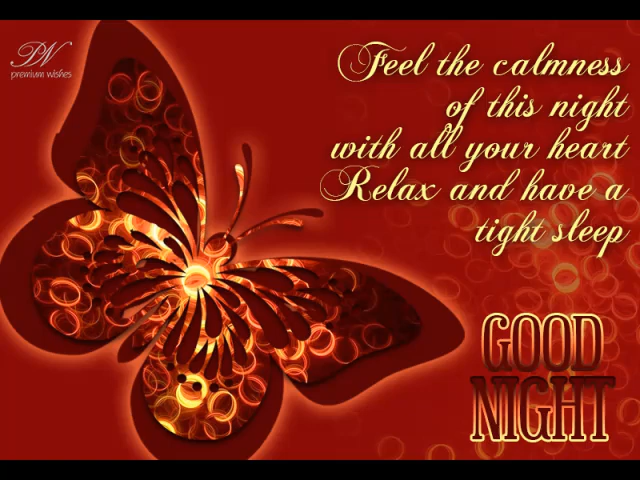 PW
premium wishes
Feel the calmness
of this night
with all your heart
Relax and have a
tight sleep
GOOD
NIGHT